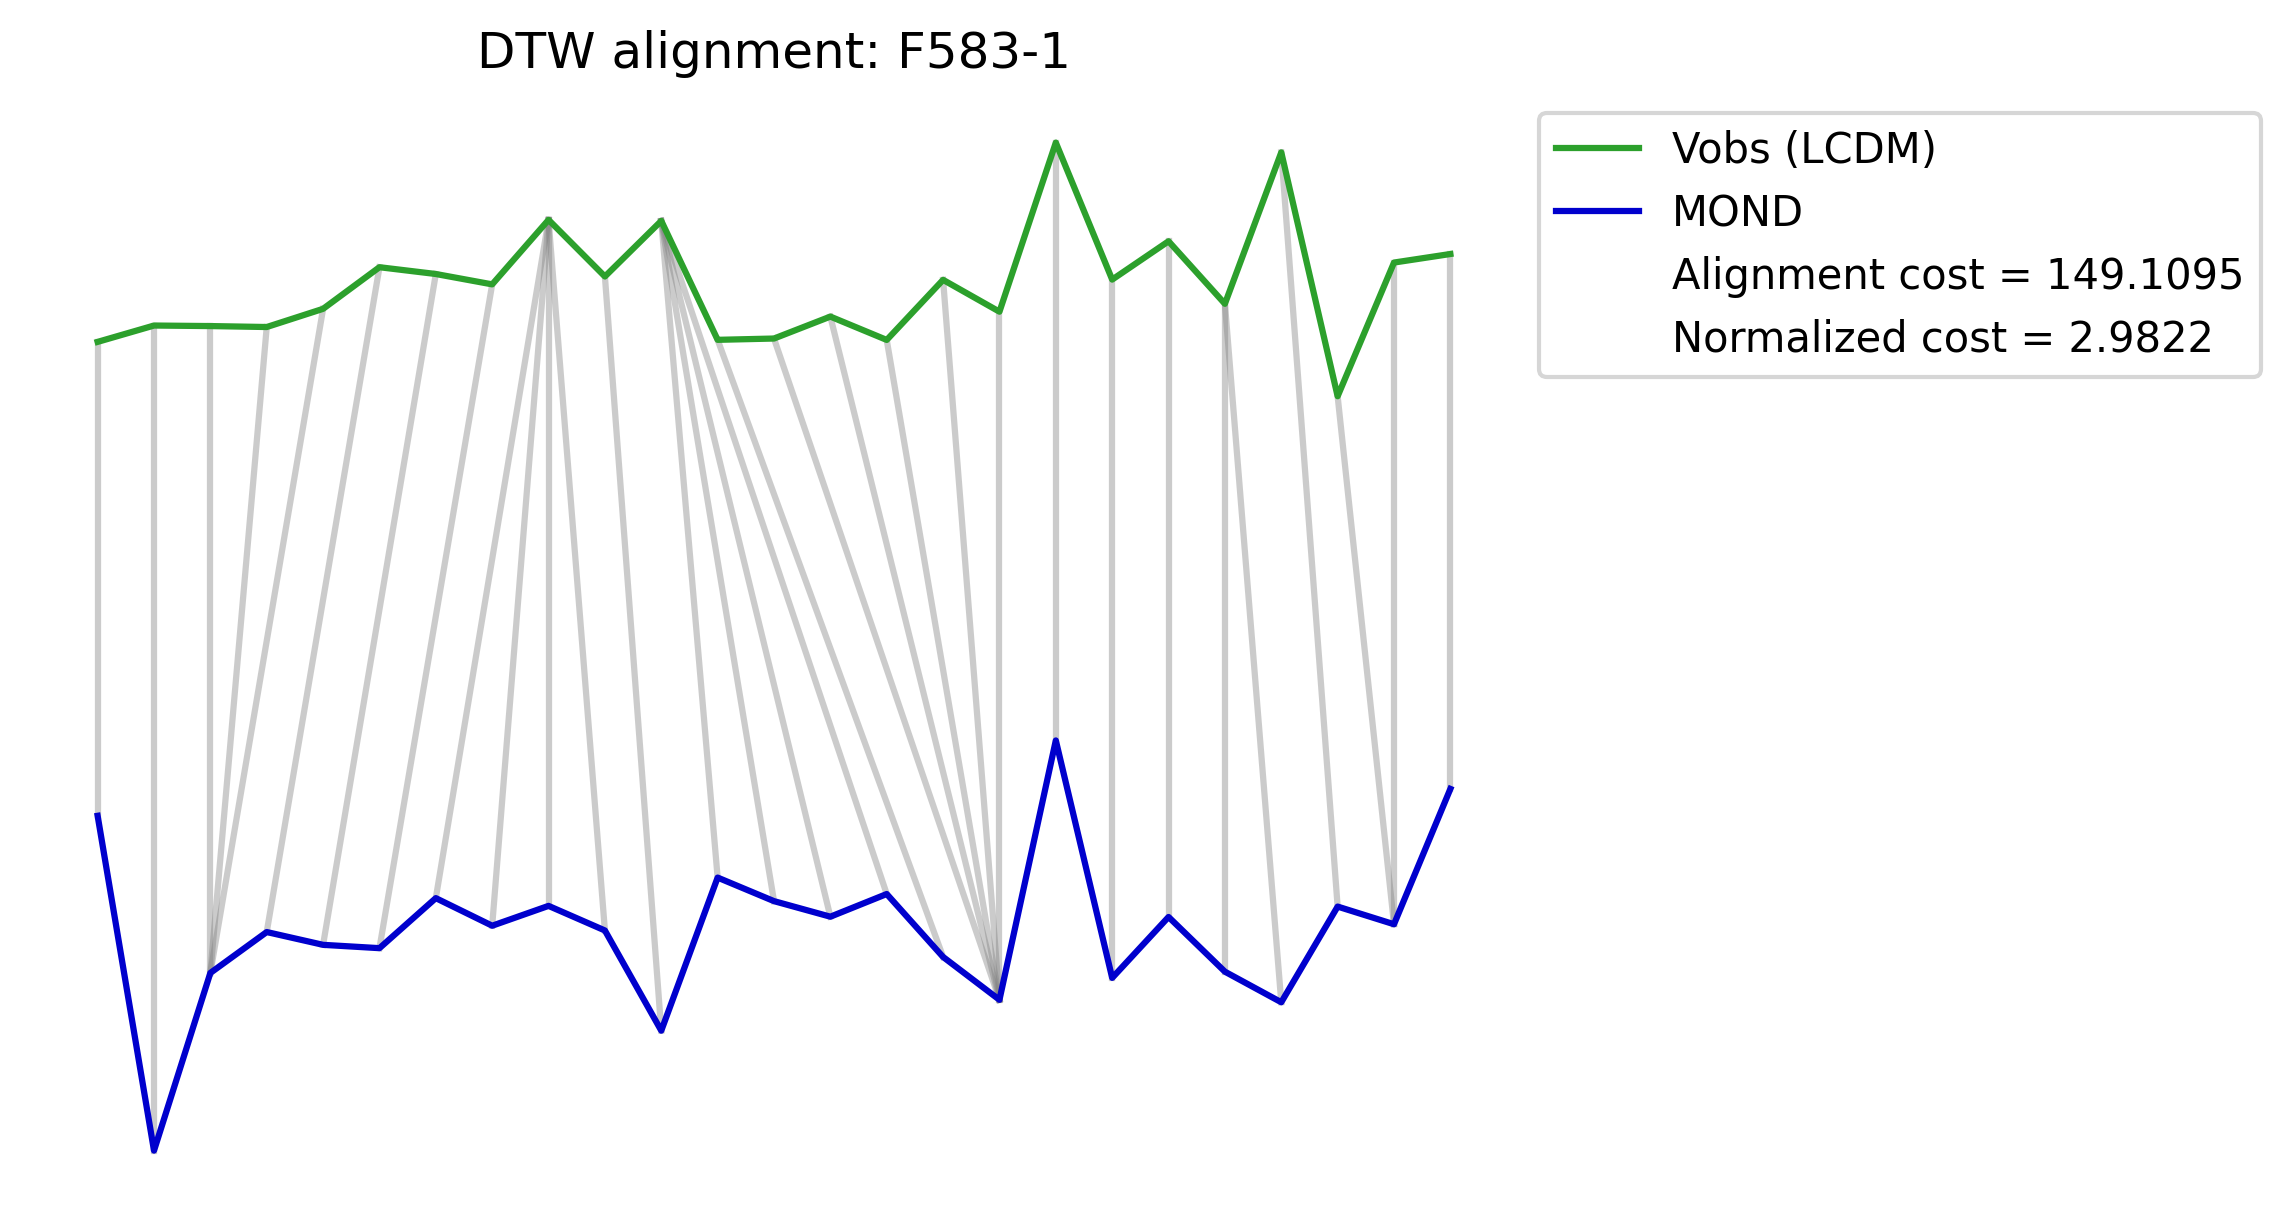 DTW alignment: F583-1
Vobs (LCDM)
MOND
Alignment cost = 149.1095
Normalized cost = 2.9822